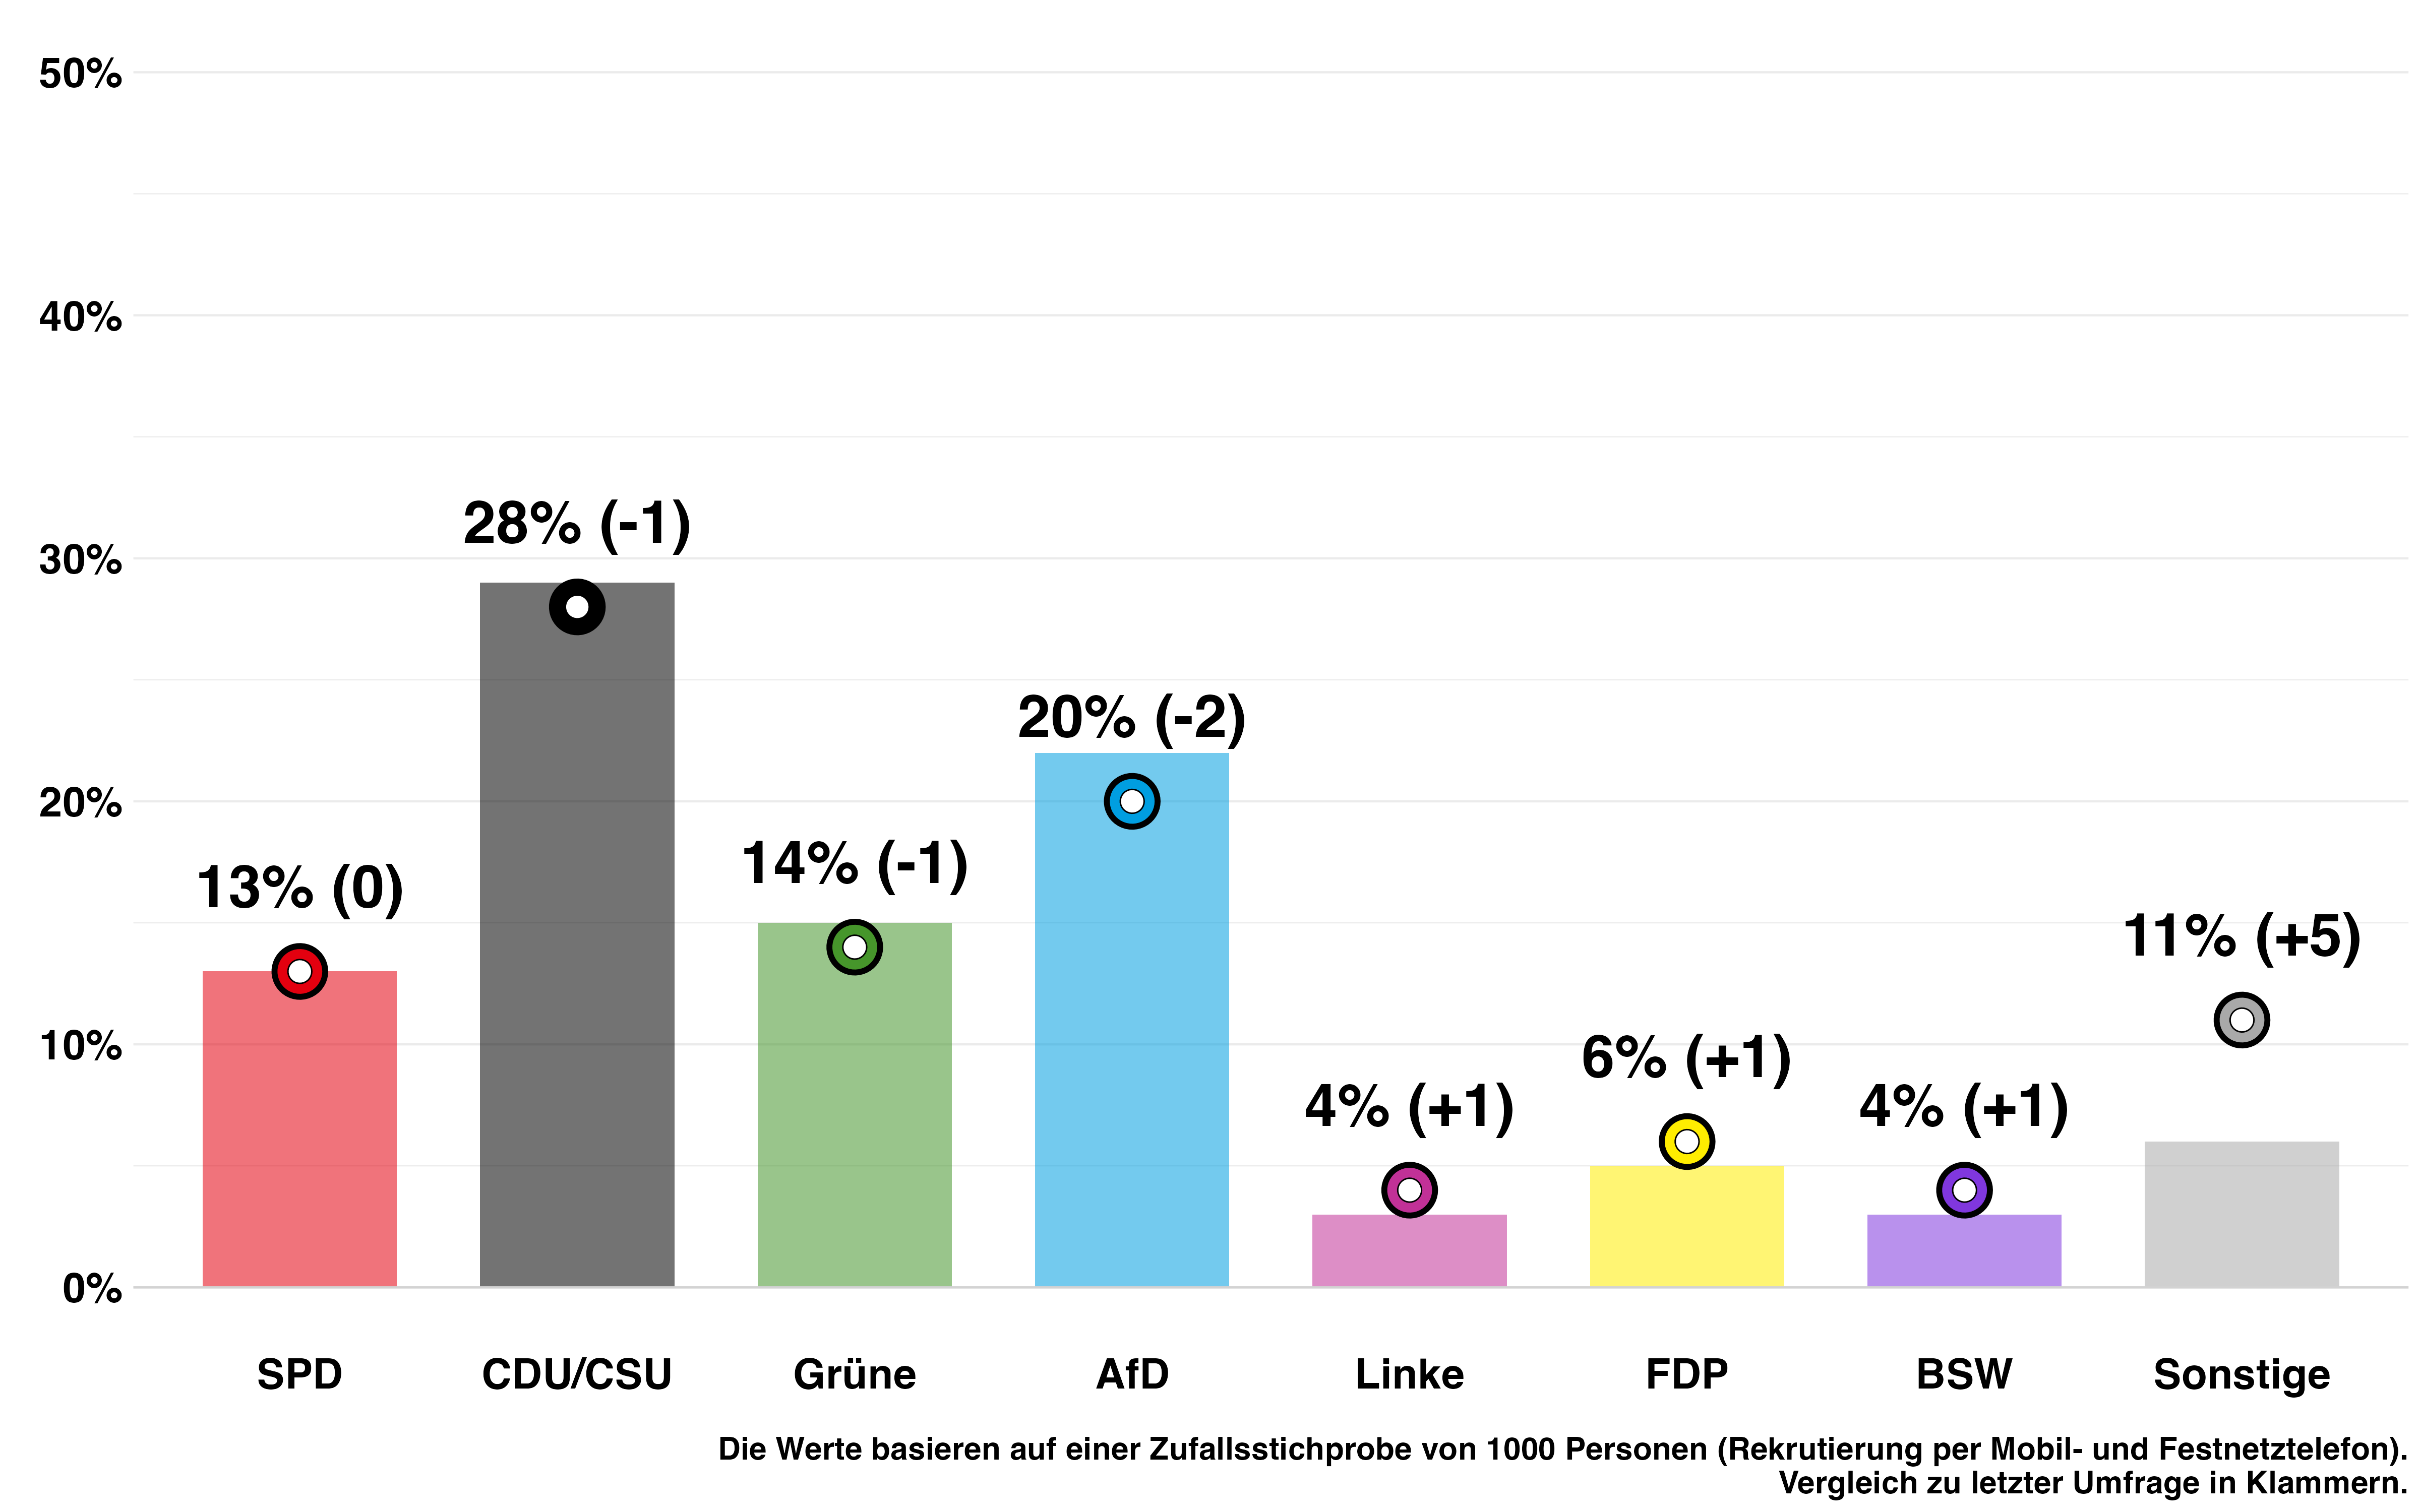 50%
40%
30%
20%
10%
0%
13% (0)
28% (-1)
14% (-1)
20% (-2)
4% (+1)
6% (+1)
4% (+1)
11% (+5)
SPD
CDU/CSU
Grüne
AfD
Linke
FDP
BSW
Sonstige
Die Werte basieren auf einer Zufallsstichprobe von 1000 Personen (Rekrutierung per Mobil- und Festnetztelefon).
Vergleich zu letzter Umfrage in Klammern.